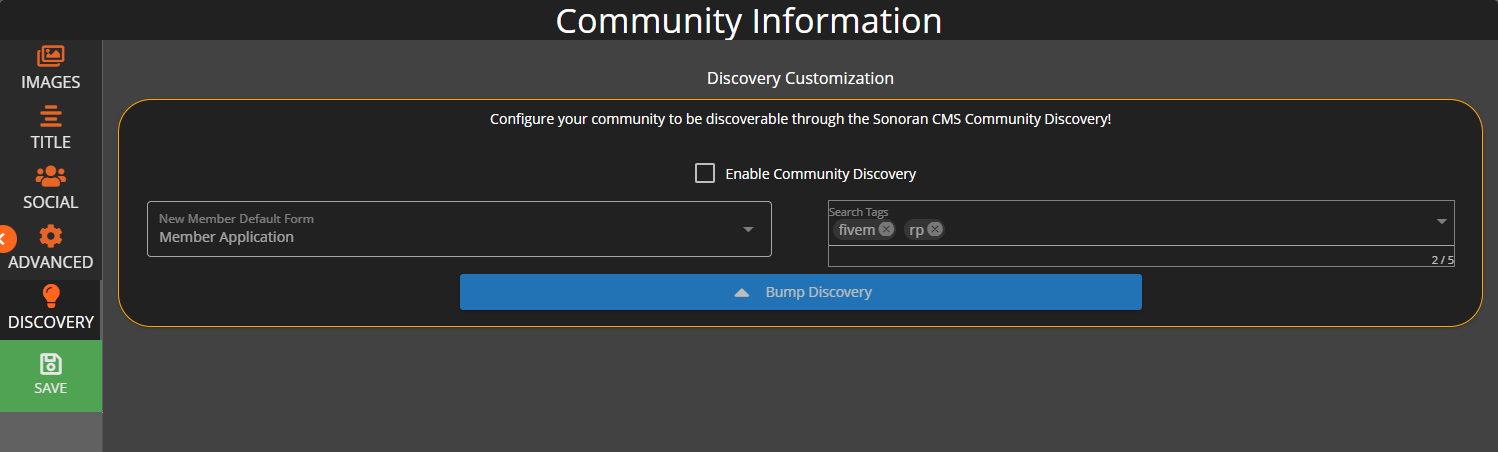 Community Information
IMAGES
TITLE
SOCIAL
ADVANCED
DISCOVERY
SAVE
Discovery Customization
Configure your community to be discoverable through the Sonoran CMS Community Discovery!
Enable Community Discovery
New Member Default Form
Member Application
Search Tags
fivem rp
2 / 5
Bump Discovery